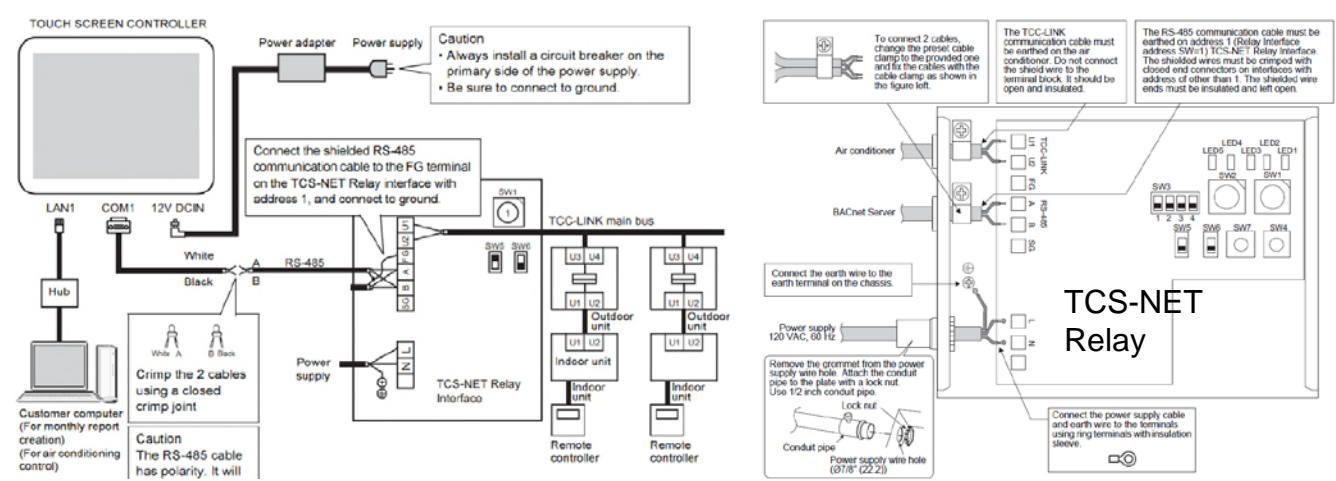 TOUCH SCREEN CONTROLLER
Power adapter
Power supply
Caution
• Always install a circuit breaker on the
primary side of the power supply.
• Be sure to connect to ground.
Connect the shielded RS-485
communication cable to the FG terminal
on the TCS-NET Relay interface with
address 1, and connect to ground.
LAN1
COM1
12V DCIN
White
Black
A
B
RS-485
Hub
White A
B Black
Crimp the 2 cables
using a closed
crimp joint
Caution
The RS-485 cable
has polarity. It will
Customer computer
(For monthly report
creation)
(For air conditioning
control)
SW1
1
SW5
SW6
U1
U2
FG
A
B
SG
L
N
Power
supply
TCS-NET Relay
Interface
TCC-LINK main bus
U3 U4
U1 U2
Outdoor
unit
U1 U2
Indoor unit
Indoor
unit
Remote
controller
U3 U4
U1 U2
Outdoor
unit
U1 U2
Indoor
unit
Remote
controller
To connect 2 cables,
change the preset cable
clamp to the provided one
and fix the cables with the
cable clamp as shown in
the figure left.
The TCC-LINK
communication cable must
be earthed on the air
conditioner. Do not connect
the shield wire to the
terminal block. It should be
open and insulated.
The RS-485 communication cable must be
earthed on address 1 (Relay Interface
address SW=1) TCS-NET Relay Interface.
The shielded wires must be crimped with
closed end connectors on interfaces with
address of other than 1. The shielded wire
ends must be insulated and left open.
Air conditioner
BACnet Server
U1
U2
TCC-LINK
FG
A
B
RS-485
SG
LED4 LED2
LED5 LED3 LED1
SW2
SW1
SW3
1 2 3 4
SW5
SW6
SW7
SW4
Connect the earth wire to the
earth terminal on the chassis.
TCS-NET
Relay
Power supply
120 VAC, 60 Hz
L
N
Remove the grommet from the power
supply wire hole. Attach the conduit
pipe to the plate with a lock nut.
Use 1/2 inch conduit pipe.
Lock nut
Conduit pipe
Power supply wire hole
(Ø7/8" (22.2))
Connect the power supply cable
and earth wire to the terminals
using ring terminals with insulation
sleeve.